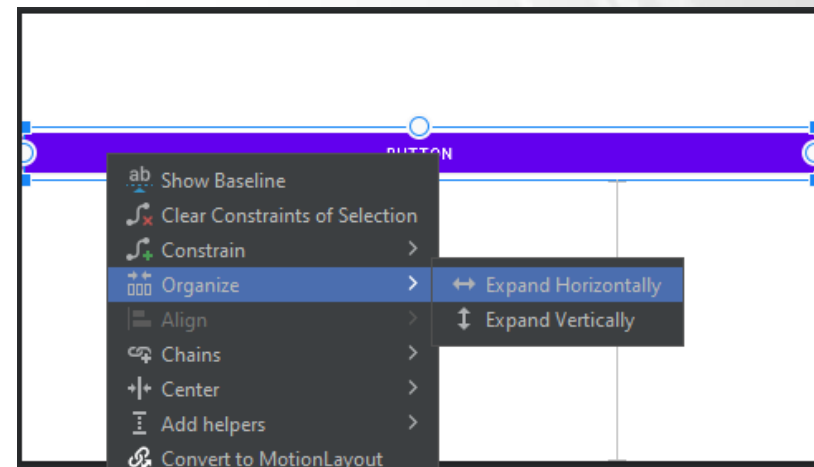 BUTTON
ab
Show Baseline
Clear Constraints of Selection
Constrain
Organize
Expand Horizontally
Align
Expand Vertically
Chains
Center
Add helpers
Convert to MotionLayout